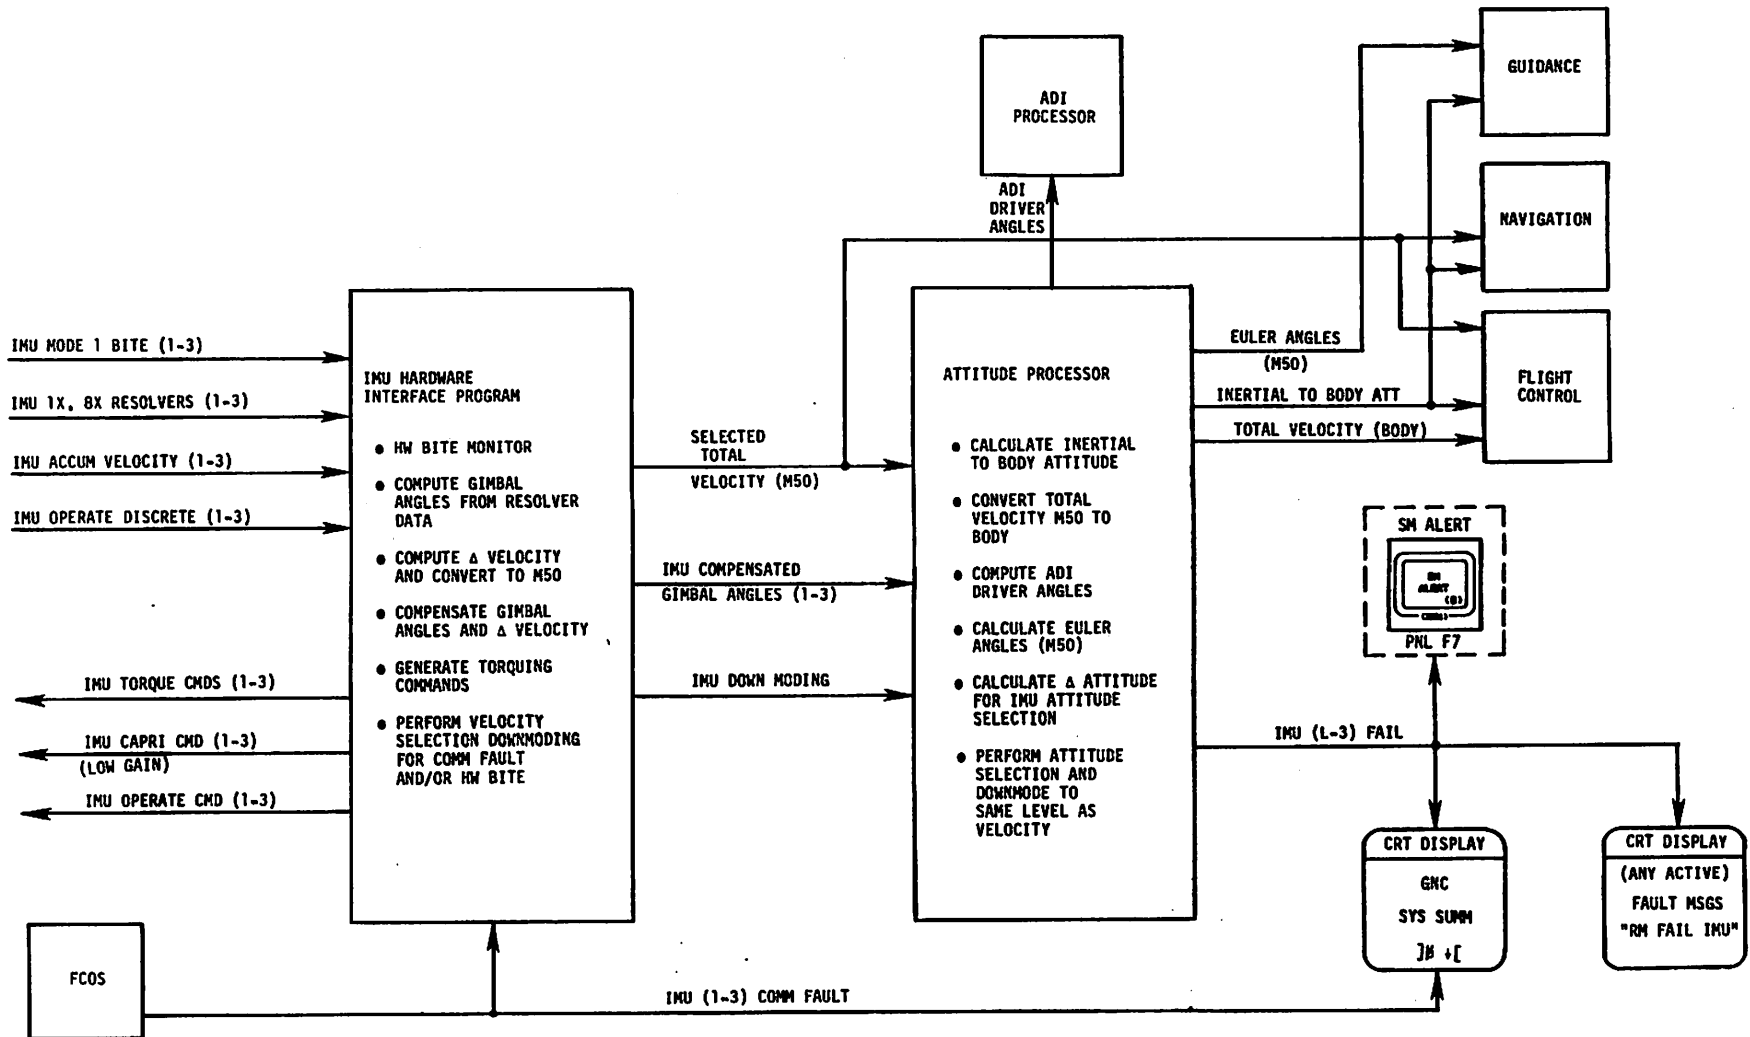 GUIDANCE
ADI
PROCESSOR
NAVIGATION
ADI
DRIVER
ANGLES
FLIGHT
CONTROL
IMU MODE 1 BITE (1-3)
IMU 1X, 8X RESOLVERS (1-3)
IMU ACCUM VELOCITY (1-3)
IMU OPERATE DISCRETE (1-3)
IMU TORQUE CMDS (1-3)
IMU CAPRI CMD (1-3)
(LOW GAIN)
IMU OPERATE CMD (1-3)
IMU HARDWARE
INTERFACE PROGRAM
● HW BITE MONITOR
● COMPUTE GIMBAL
ANGLES FROM RESOLVER
DATA
● COMPUTE Δ VELOCITY
AND CONVERT TO M50
● COMPENSATE GIMBAL
ANGLES AND Δ VELOCITY
● GENERATE TORQUING
COMMANDS
● PERFORM VELOCITY
SELECTION DOWNMODING
FOR COMM FAULT
AND/OR HW BITE
SELECTED
TOTAL
VELOCITY (M50)
IMU COMPENSATED
GIMBAL ANGLES (1-3)
IMU DOWN MODING
ATTITUDE PROCESSOR
● CALCULATE INERTIAL
TO BODY ATTITUDE
● CONVERT TOTAL
VELOCITY M50 TO
BODY
● COMPUTE ADI
DRIVER ANGLES
● CALCULATE EULER
ANGLES (M50)
● CALCULATE Δ ATTITUDE
FOR IMU ATTITUDE
SELECTION
● PERFORM ATTITUDE
SELECTION AND
DOWNMODE TO
SAME LEVEL AS
VELOCITY
EULER ANGLES
(M50)
INERTIAL TO BODY ATT
TOTAL VELOCITY (BODY)
SM ALERT
SM
ALERT
PNL F7
IMU (L-3) FAIL
CRT DISPLAY
GNC
SYS SUMM
CRT DISPLAY
(ANY ACTIVE)
FAULT MSGS
"RM FAIL IMU"
FCOS
IMU (1-3) COMM FAULT